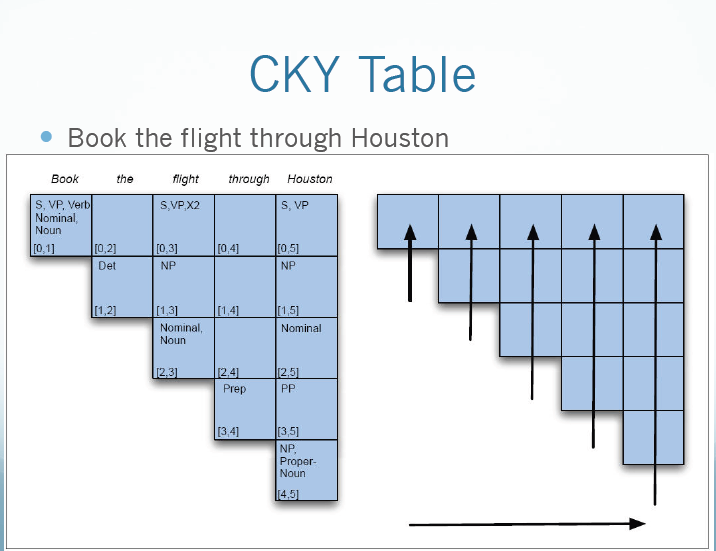 CKY Table
Book the flight through Houston
Book the flight through Houston
S, VP, Verb
Nominal,
Noun
[0,1]
[0,2]
S,VP,X2
[0,3]
[0,4]
S, VP
[0,5]
Det
[1,2]
NP
[1,3]
[1,4]
NP
[1,5]
Nominal,
Noun
[2,3]
[2,4]
Nominal
[2,5]
Prep
[3,4]
PP
[3,5]
NP,
Proper-
Noun
[4,5]